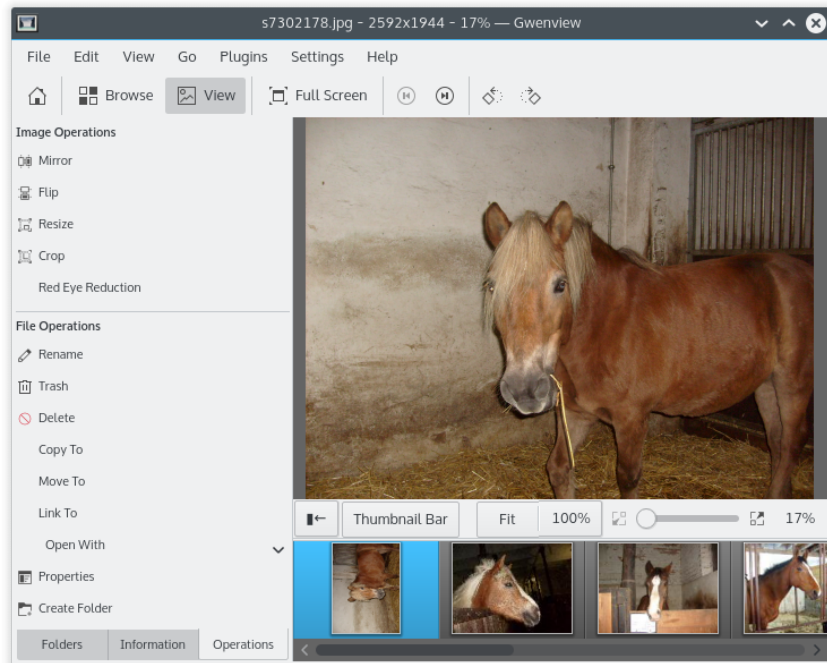 s7302178.jpg - 2592x1944 - 17% — Gwenview
File Edit View Go Plugins Settings Help
Browse View Full Screen
Image Operations
Mirror
Flip
Resize
Crop
Red Eye Reduction
File Operations
Rename
Trash
Delete
Copy To
Move To
Link To
Open With
Properties
Create Folder
Thumbnail Bar Fit 100% 17%
Folders Information Operations